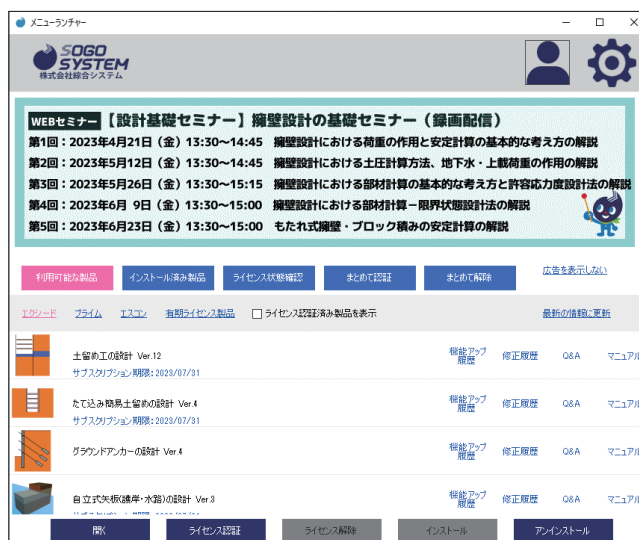 メニューランチャー
SOGO
SYSTEM
株式会社綜合システム
WEBセミナー 【設計基礎セミナー】擁壁設計の基礎セミナー（録画配信）
第1回：2023年4月21日（金）13:30～14:45 擁壁設計における荷重の作用と安定計算の基本的な考え方の解説
第2回：2023年5月12日（金）13:30～14:45 擁壁設計における土圧計算方法、地下水・上載荷重の作用の解説
第3回：2023年5月26日（金）13:30～15:15 擁壁設計における部材計算の基本的な考え方と許容応力度設計法の解説
第4回：2023年6月 9日（金）13:30～15:00 擁壁設計における部材計算－限界状態設計法の解説
第5回：2023年6月23日（金）13:30～15:00 もたれ式擁壁・ブロック積みの安定計算の解説
利用可能な製品 インストール済み製品 ライセンス状態確認 まとめて認証 まとめて解除 広告を表示しない
エクシード プライム エスコン 有期ライセンス製品 ライセンス認証済み製品を表示 最新の情報に更新
土留め工の設計 Ver.12 機能アップ履歴 修正履歴 Q&A マニュアル
サブスクリプション期限：2023/07/31
たて込み簡易土留めの設計 Ver.4 機能アップ履歴 修正履歴 Q&A マニュアル
サブスクリプション期限：2023/07/31
グラウンドアンカーの設計 Ver.4 機能アップ履歴 修正履歴 Q&A マニュアル
自立式矢板(護岸・水路)の設計 Ver.3 機能アップ履歴 修正履歴 Q&A マニュアル
開く ライセンス認証 ライセンス解除 インストール アンインストール